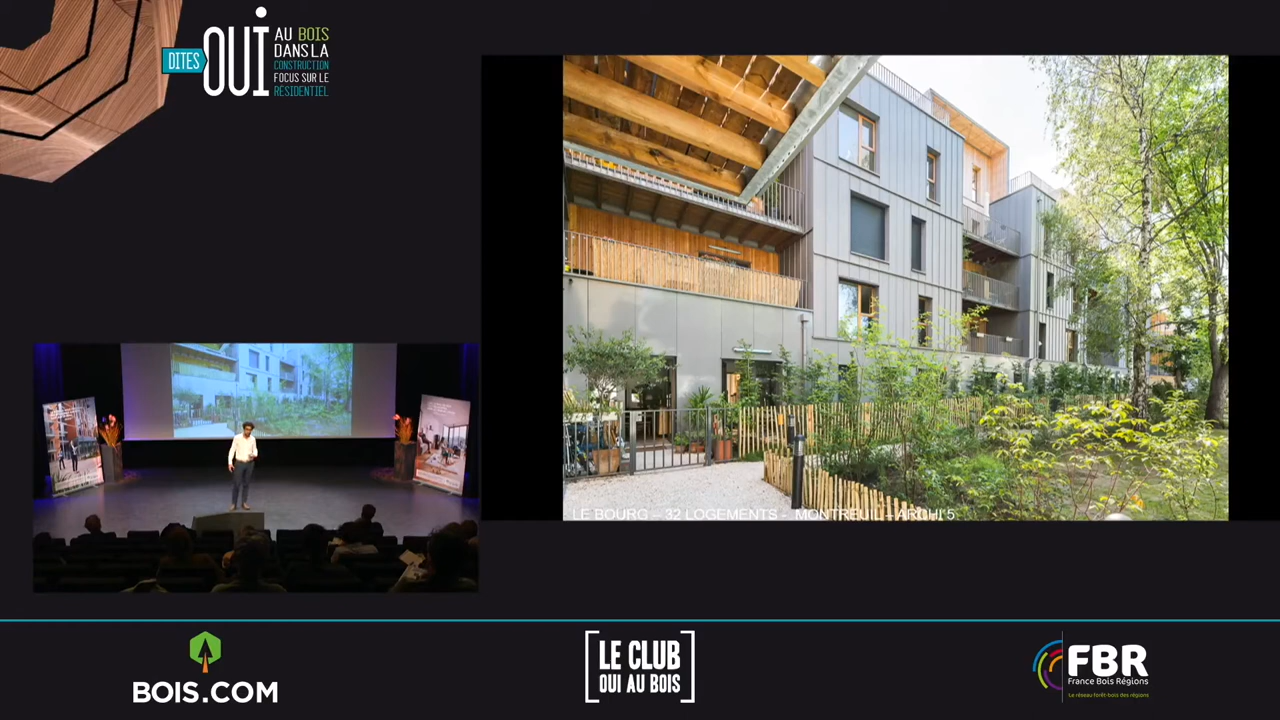 DITES
OUI
AU BOIS
DANS LA
CONSTRUCTION
FOCUS SUR LE
RÉSIDENTIEL
LE BOURG – 32 LOGEMENTS - MONTREUIL – ARCHI 5
BOIS.COM
LE CLUB
OUI AU BOIS
FBR
France Bois Régions
Le réseau forêt-bois des régions